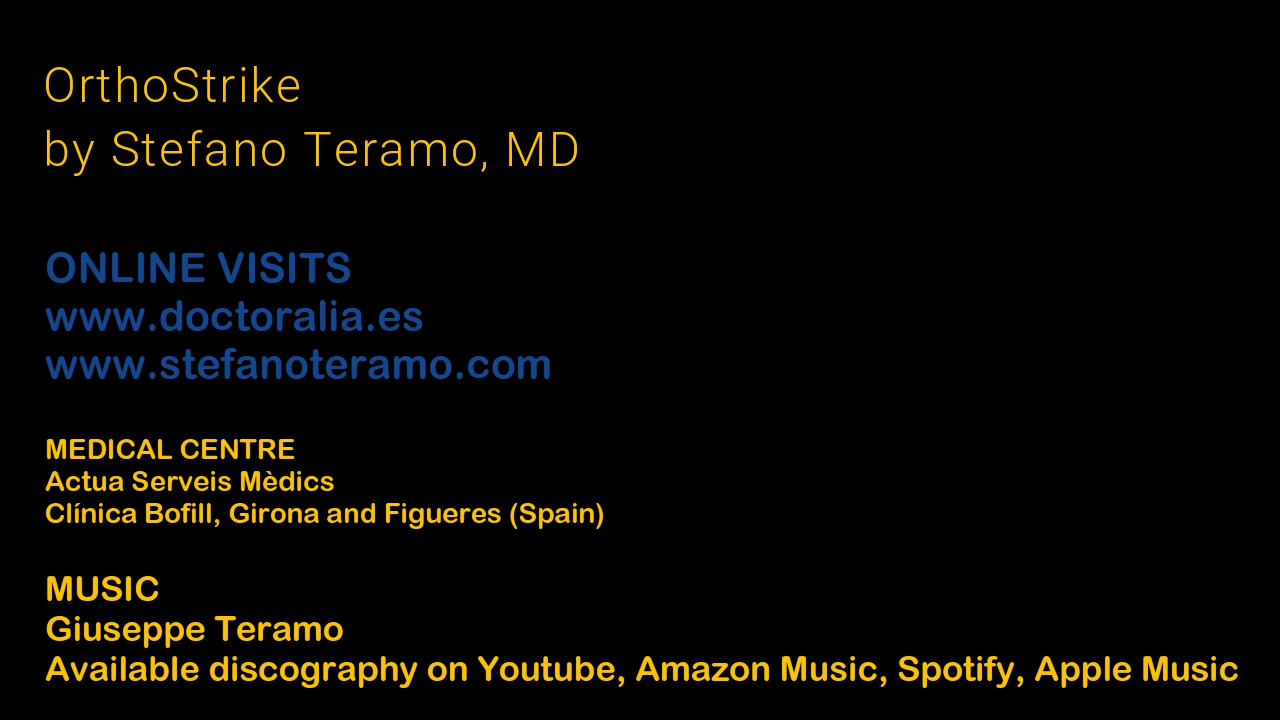 OrthoStrike
by Stefano Teramo, MD
ONLINE VISITS
www.doctoralia.es
www.stefanoteramo.com
MEDICAL CENTRE
Actua Serveis Mèdics
Clínica Bofill, Girona and Figueres (Spain)
MUSIC
Giuseppe Teramo
Available discography on Youtube, Amazon Music, Spotify, Apple Music